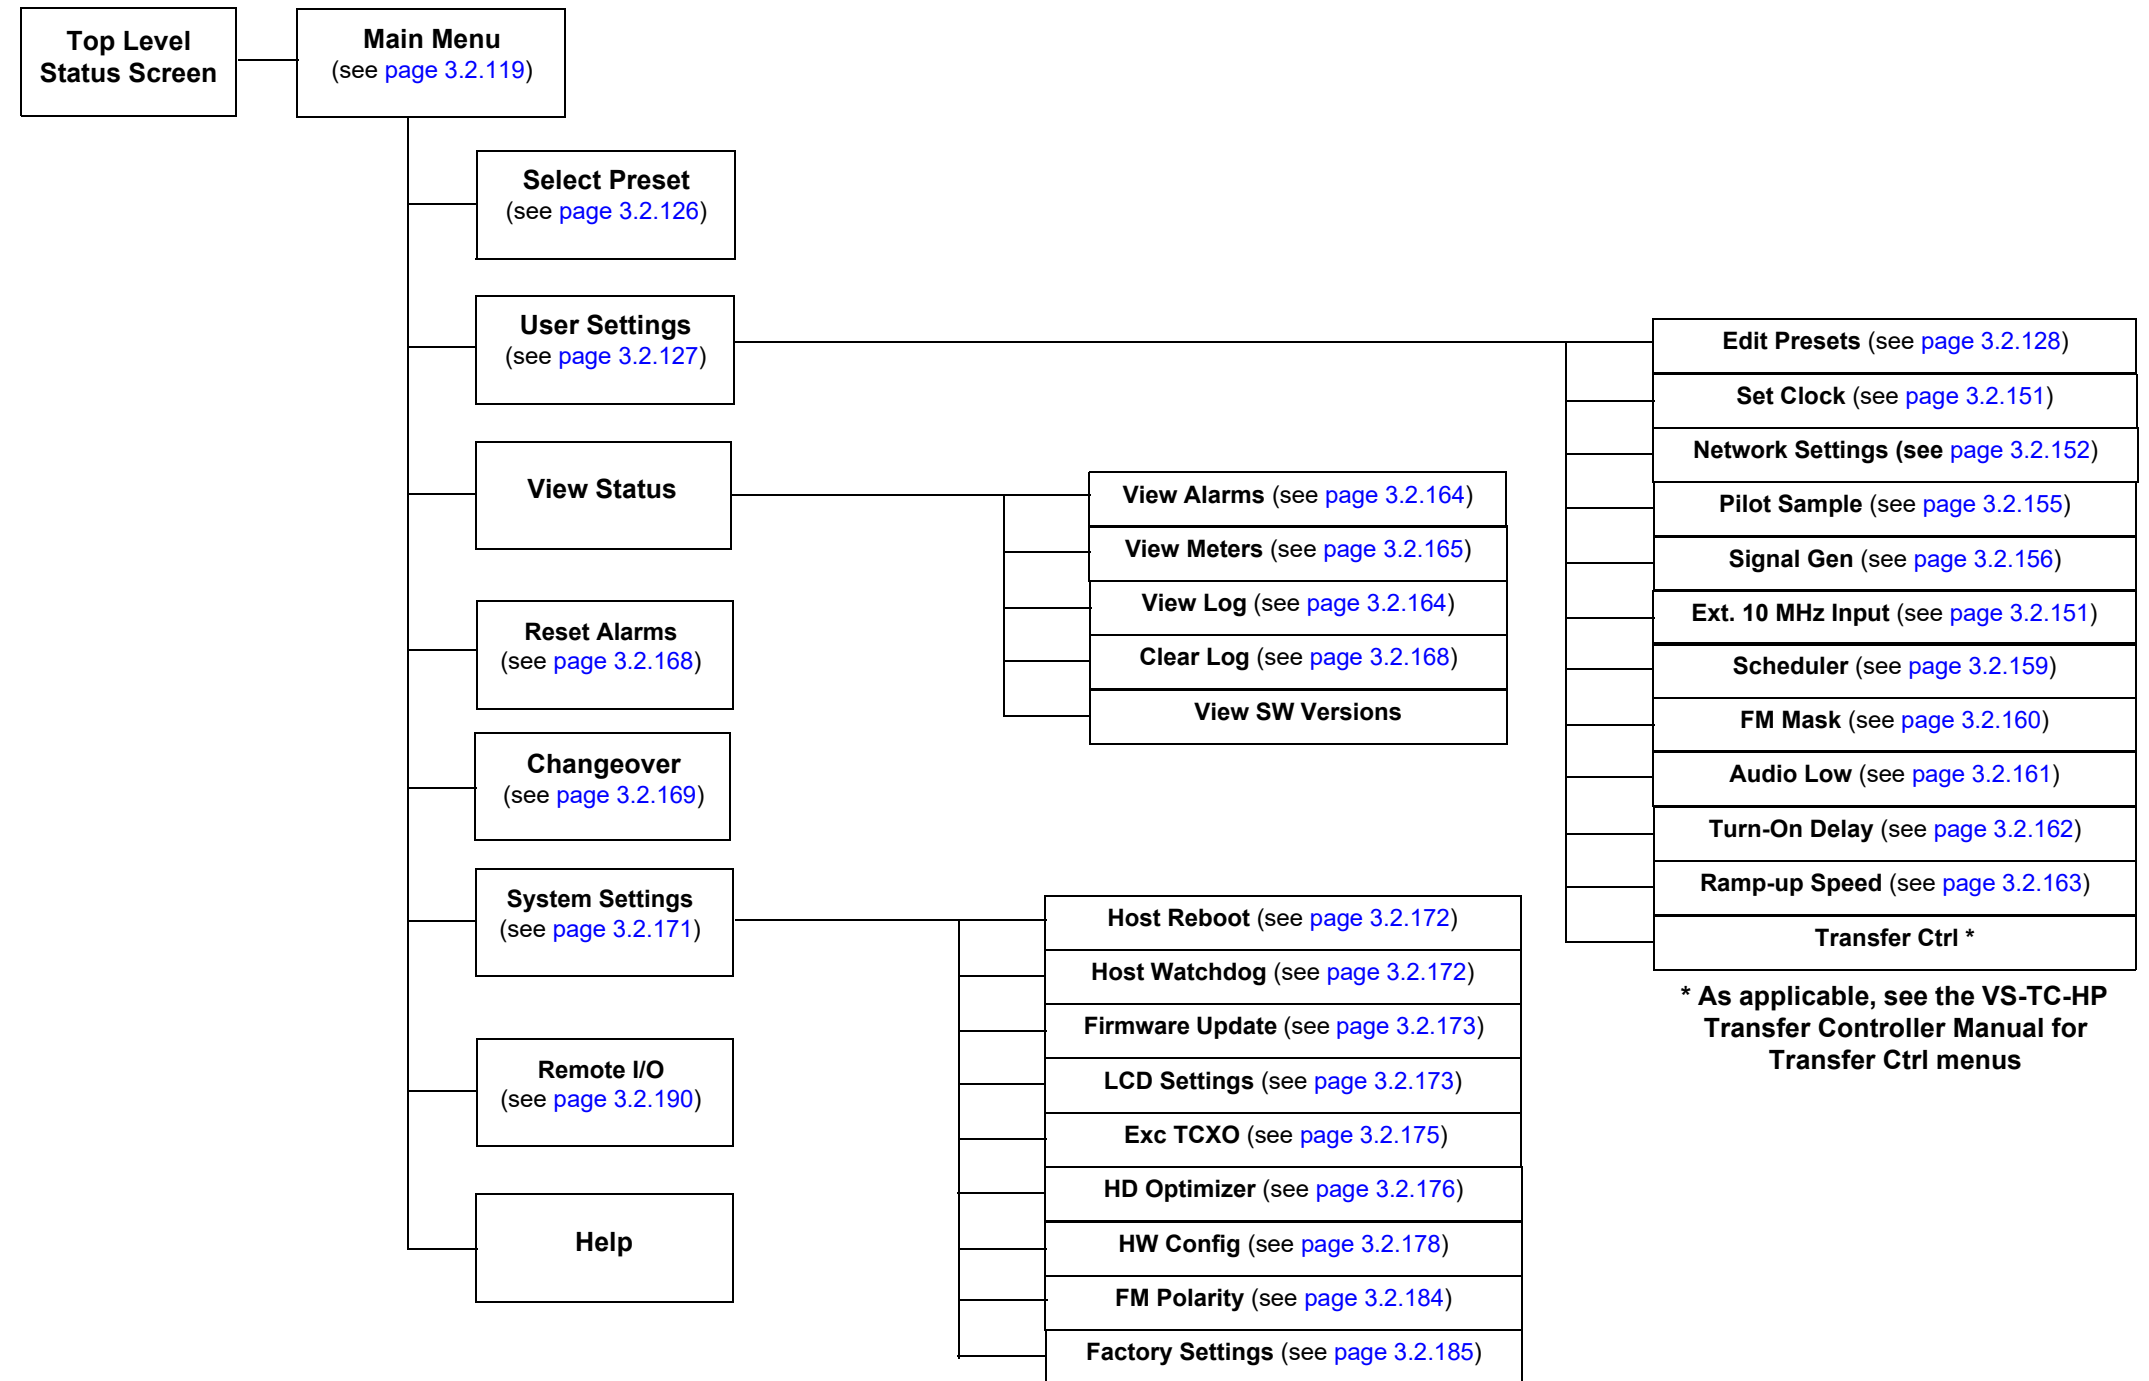 Top Level
Status Screen
Main Menu
(see page 3.2.119)
Select Preset
(see page 3.2.126)
User Settings
(see page 3.2.127)
View Status
Reset Alarms
(see page 3.2.168)
Changeover
(see page 3.2.169)
System Settings
(see page 3.2.171)
Remote I/O
(see page 3.2.190)
Help
View Alarms (see page 3.2.164)
View Meters (see page 3.2.165)
View Log (see page 3.2.164)
Clear Log (see page 3.2.168)
View SW Versions
Host Reboot (see page 3.2.172)
Host Watchdog (see page 3.2.172)
Firmware Update (see page 3.2.173)
LCD Settings (see page 3.2.173)
Exc TCXO (see page 3.2.175)
HD Optimizer (see page 3.2.176)
HW Config (see page 3.2.178)
FM Polarity (see page 3.2.184)
Factory Settings (see page 3.2.185)
Edit Presets (see page 3.2.128)
Set Clock (see page 3.2.151)
Network Settings (see page 3.2.152)
Pilot Sample (see page 3.2.155)
Signal Gen (see page 3.2.156)
Ext. 10 MHz Input (see page 3.2.151)
Scheduler (see page 3.2.159)
FM Mask (see page 3.2.160)
Audio Low (see page 3.2.161)
Turn-On Delay (see page 3.2.162)
Ramp-up Speed (see page 3.2.163)
Transfer Ctrl *
* As applicable, see the VS-TC-HP
Transfer Controller Manual for
Transfer Ctrl menus